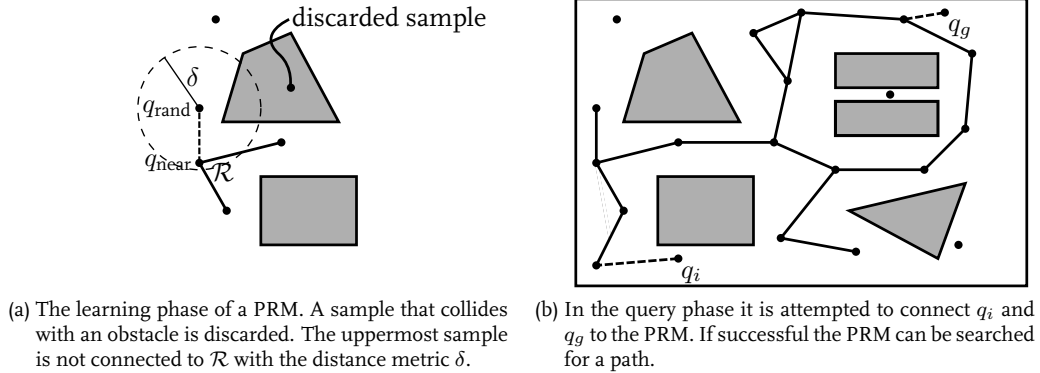 discarded sample
δ
q_rand
q_near
R
q_g
q_i
(a) The learning phase of a PRM. A sample that collides
with an obstacle is discarded. The uppermost sample
is not connected to R with the distance metric δ.
(b) In the query phase it is attempted to connect q_i and
q_g to the PRM. If successful the PRM can be searched
for a path.